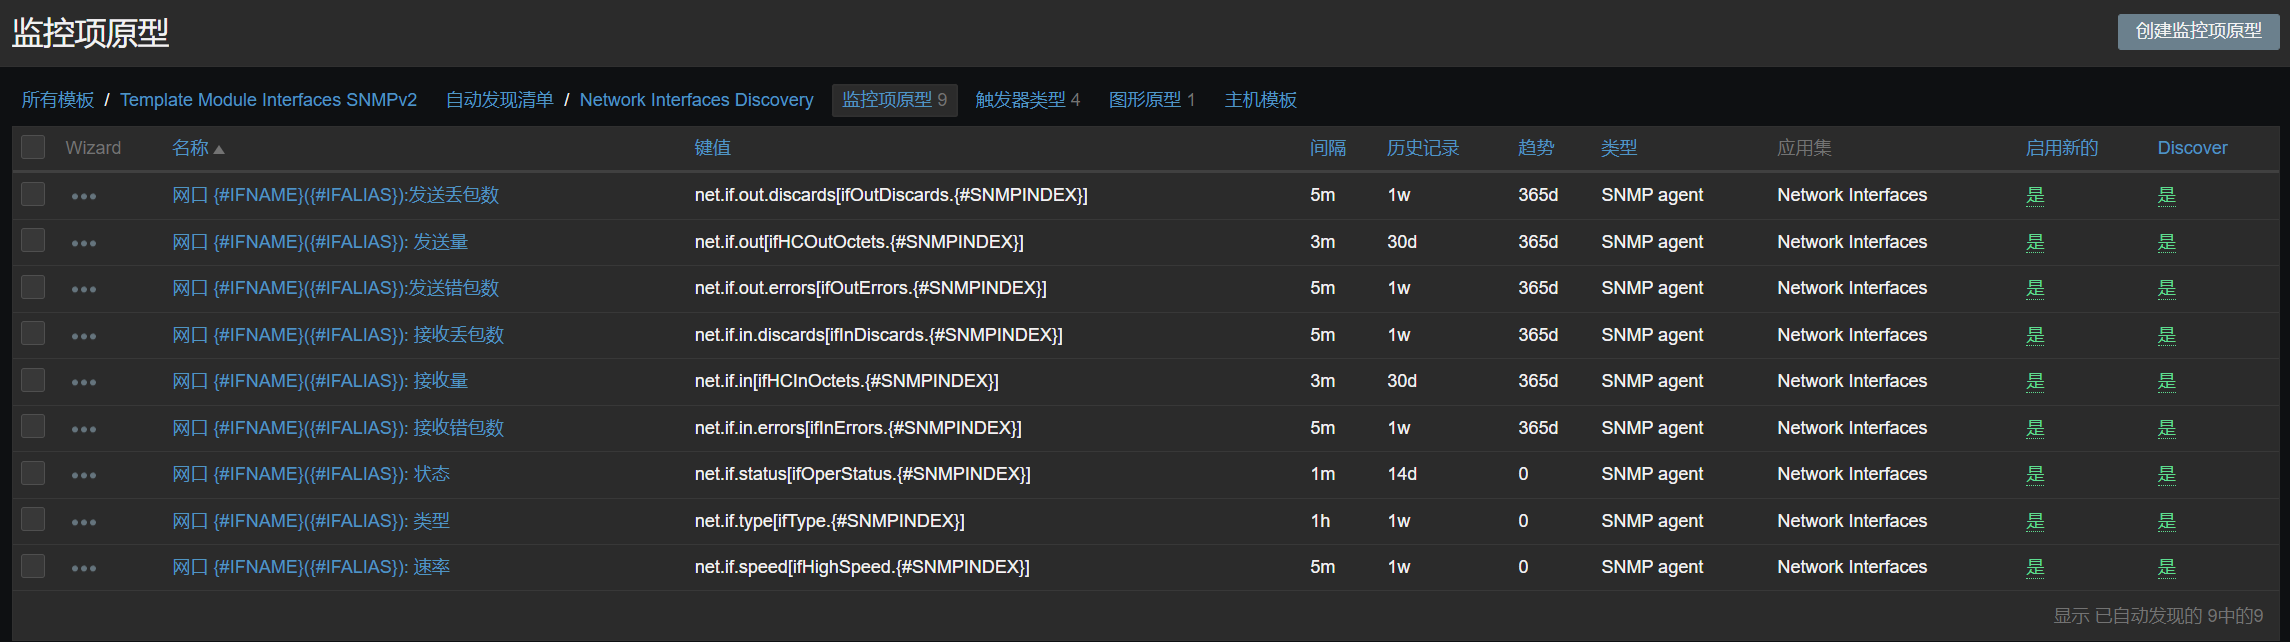 监控项原型
创建监控项原型
所有模板 / Template Module Interfaces SNMPv2 自动发现清单 / Network Interfaces Discovery 监控项原型 9 触发器类型 4 图形原型 1 主机模板
Wizard 名称 键值 间隔 历史记录 趋势 类型 应用集 启用新的 Discover
网口 {#IFNAME}({#IFALIAS}):发送丢包数 net.if.out.discards[ifOutDiscards.{#SNMPINDEX}] 5m 1w 365d SNMP agent Network Interfaces 是 是
网口 {#IFNAME}({#IFALIAS}): 发送量 net.if.out[ifHCOutOctets.{#SNMPINDEX}] 3m 30d 365d SNMP agent Network Interfaces 是 是
网口 {#IFNAME}({#IFALIAS}):发送错包数 net.if.out.errors[ifOutErrors.{#SNMPINDEX}] 5m 1w 365d SNMP agent Network Interfaces 是 是
网口 {#IFNAME}({#IFALIAS}): 接收丢包数 net.if.in.discards[ifInDiscards.{#SNMPINDEX}] 5m 1w 365d SNMP agent Network Interfaces 是 是
网口 {#IFNAME}({#IFALIAS}): 接收量 net.if.in[ifHCInOctets.{#SNMPINDEX}] 3m 30d 365d SNMP agent Network Interfaces 是 是
网口 {#IFNAME}({#IFALIAS}): 接收错包数 net.if.in.errors[ifInErrors.{#SNMPINDEX}] 5m 1w 365d SNMP agent Network Interfaces 是 是
网口 {#IFNAME}({#IFALIAS}): 状态 net.if.status[ifOperStatus.{#SNMPINDEX}] 1m 14d 0 SNMP agent Network Interfaces 是 是
网口 {#IFNAME}({#IFALIAS}): 类型 net.if.type[ifType.{#SNMPINDEX}] 1h 1w 0 SNMP agent Network Interfaces 是 是
网口 {#IFNAME}({#IFALIAS}): 速率 net.if.speed[ifHighSpeed.{#SNMPINDEX}] 5m 1w 0 SNMP agent Network Interfaces 是 是
显示 已自动发现的 9中的9